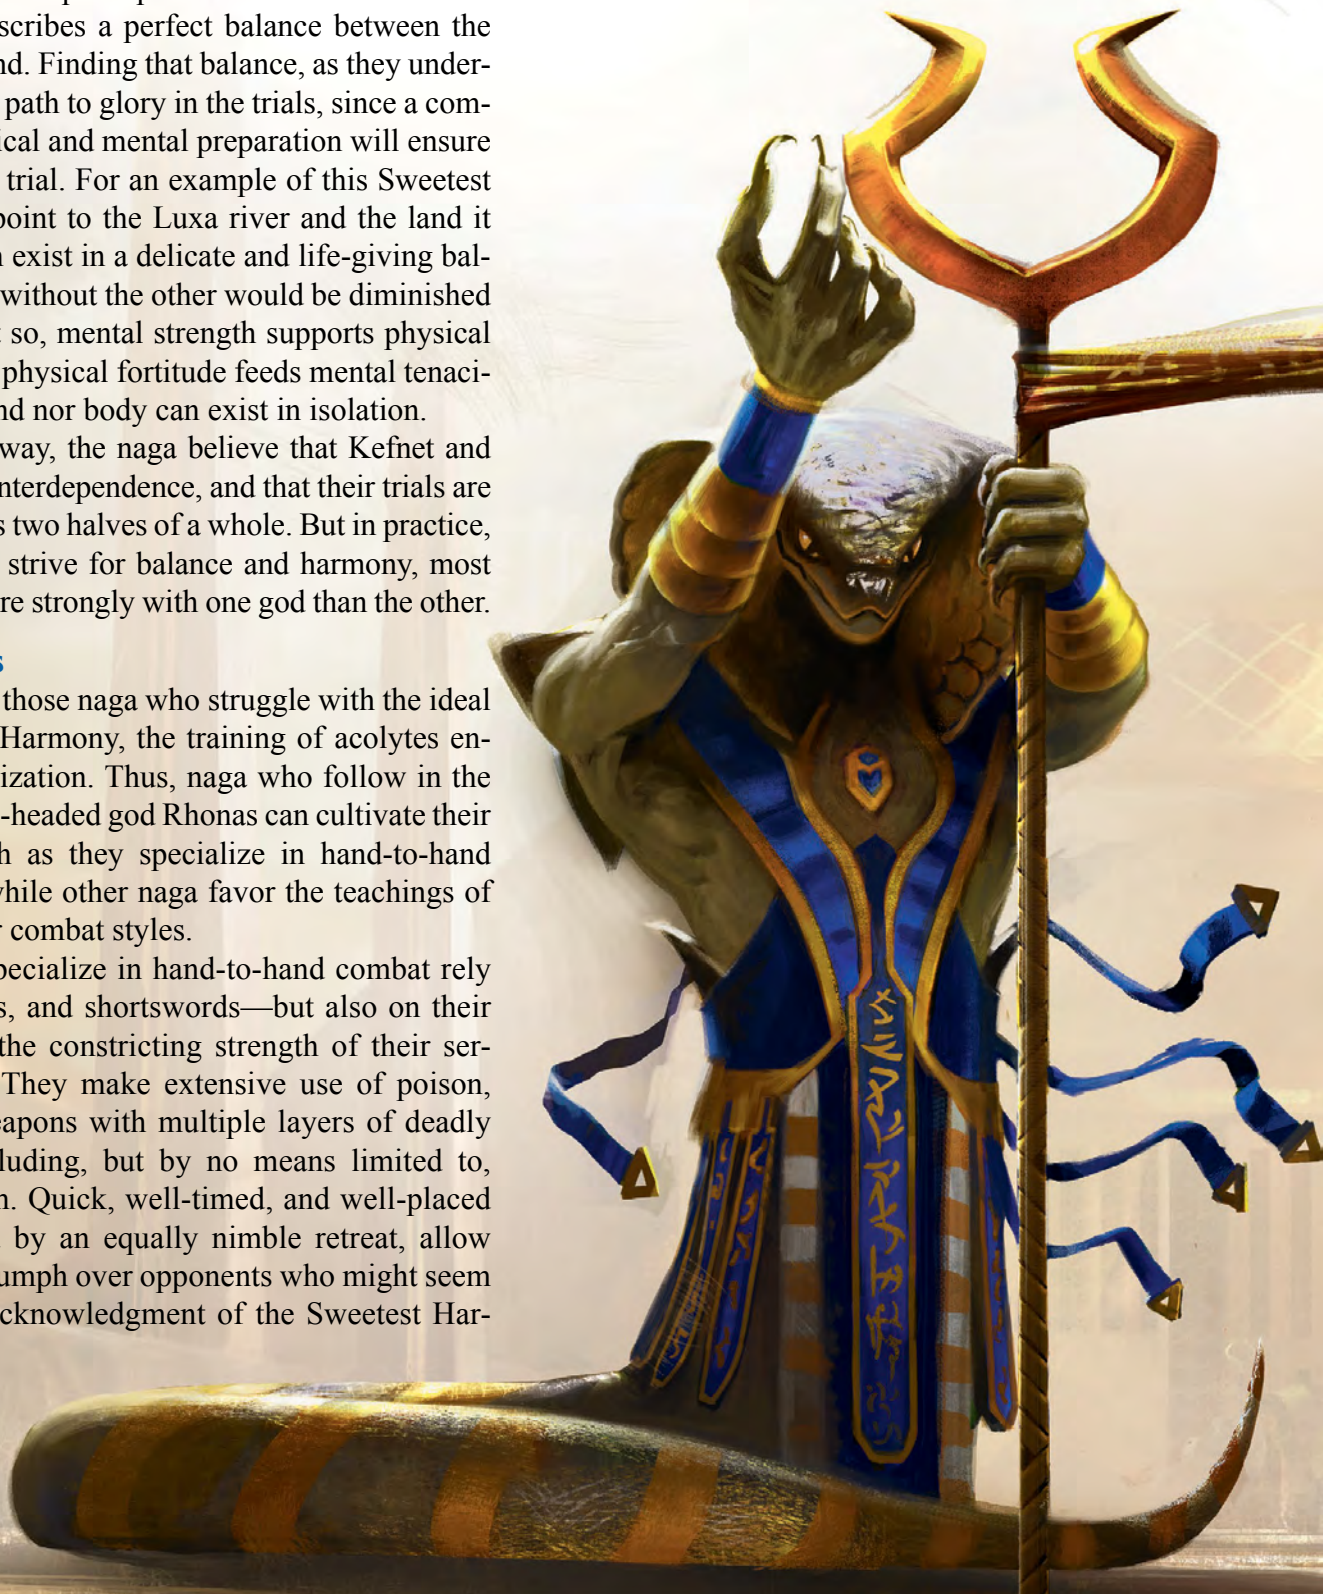 scribes a perfect balance between the
nd. Finding that balance, as they under-
path to glory in the trials, since a com-
ical and mental preparation will ensure
trial. For an example of this Sweetest
point to the Luxa river and the land it
exist in a delicate and life-giving bal-
without the other would be diminished
so, mental strength supports physical
physical fortitude feeds mental tenaci-
nd nor body can exist in isolation.
way, the naga believe that Kefnet and
nterdependence, and that their trials are
s two halves of a whole. But in practice,
strive for balance and harmony, most
re strongly with one god than the other.
s
those naga who struggle with the ideal
Harmony, the training of acolytes en-
ization. Thus, naga who follow in the
-headed god Rhonas can cultivate their
h as they specialize in hand-to-hand
while other naga favor the teachings of
r combat styles.
pecialize in hand-to-hand combat rely
s, and shortswords—but also on their
the constricting strength of their ser-
They make extensive use of poison,
eapons with multiple layers of deadly
luding, but by no means limited to,
n. Quick, well-timed, and well-placed
by an equally nimble retreat, allow
umph over opponents who might seem
cknowledgment of the Sweetest Har-